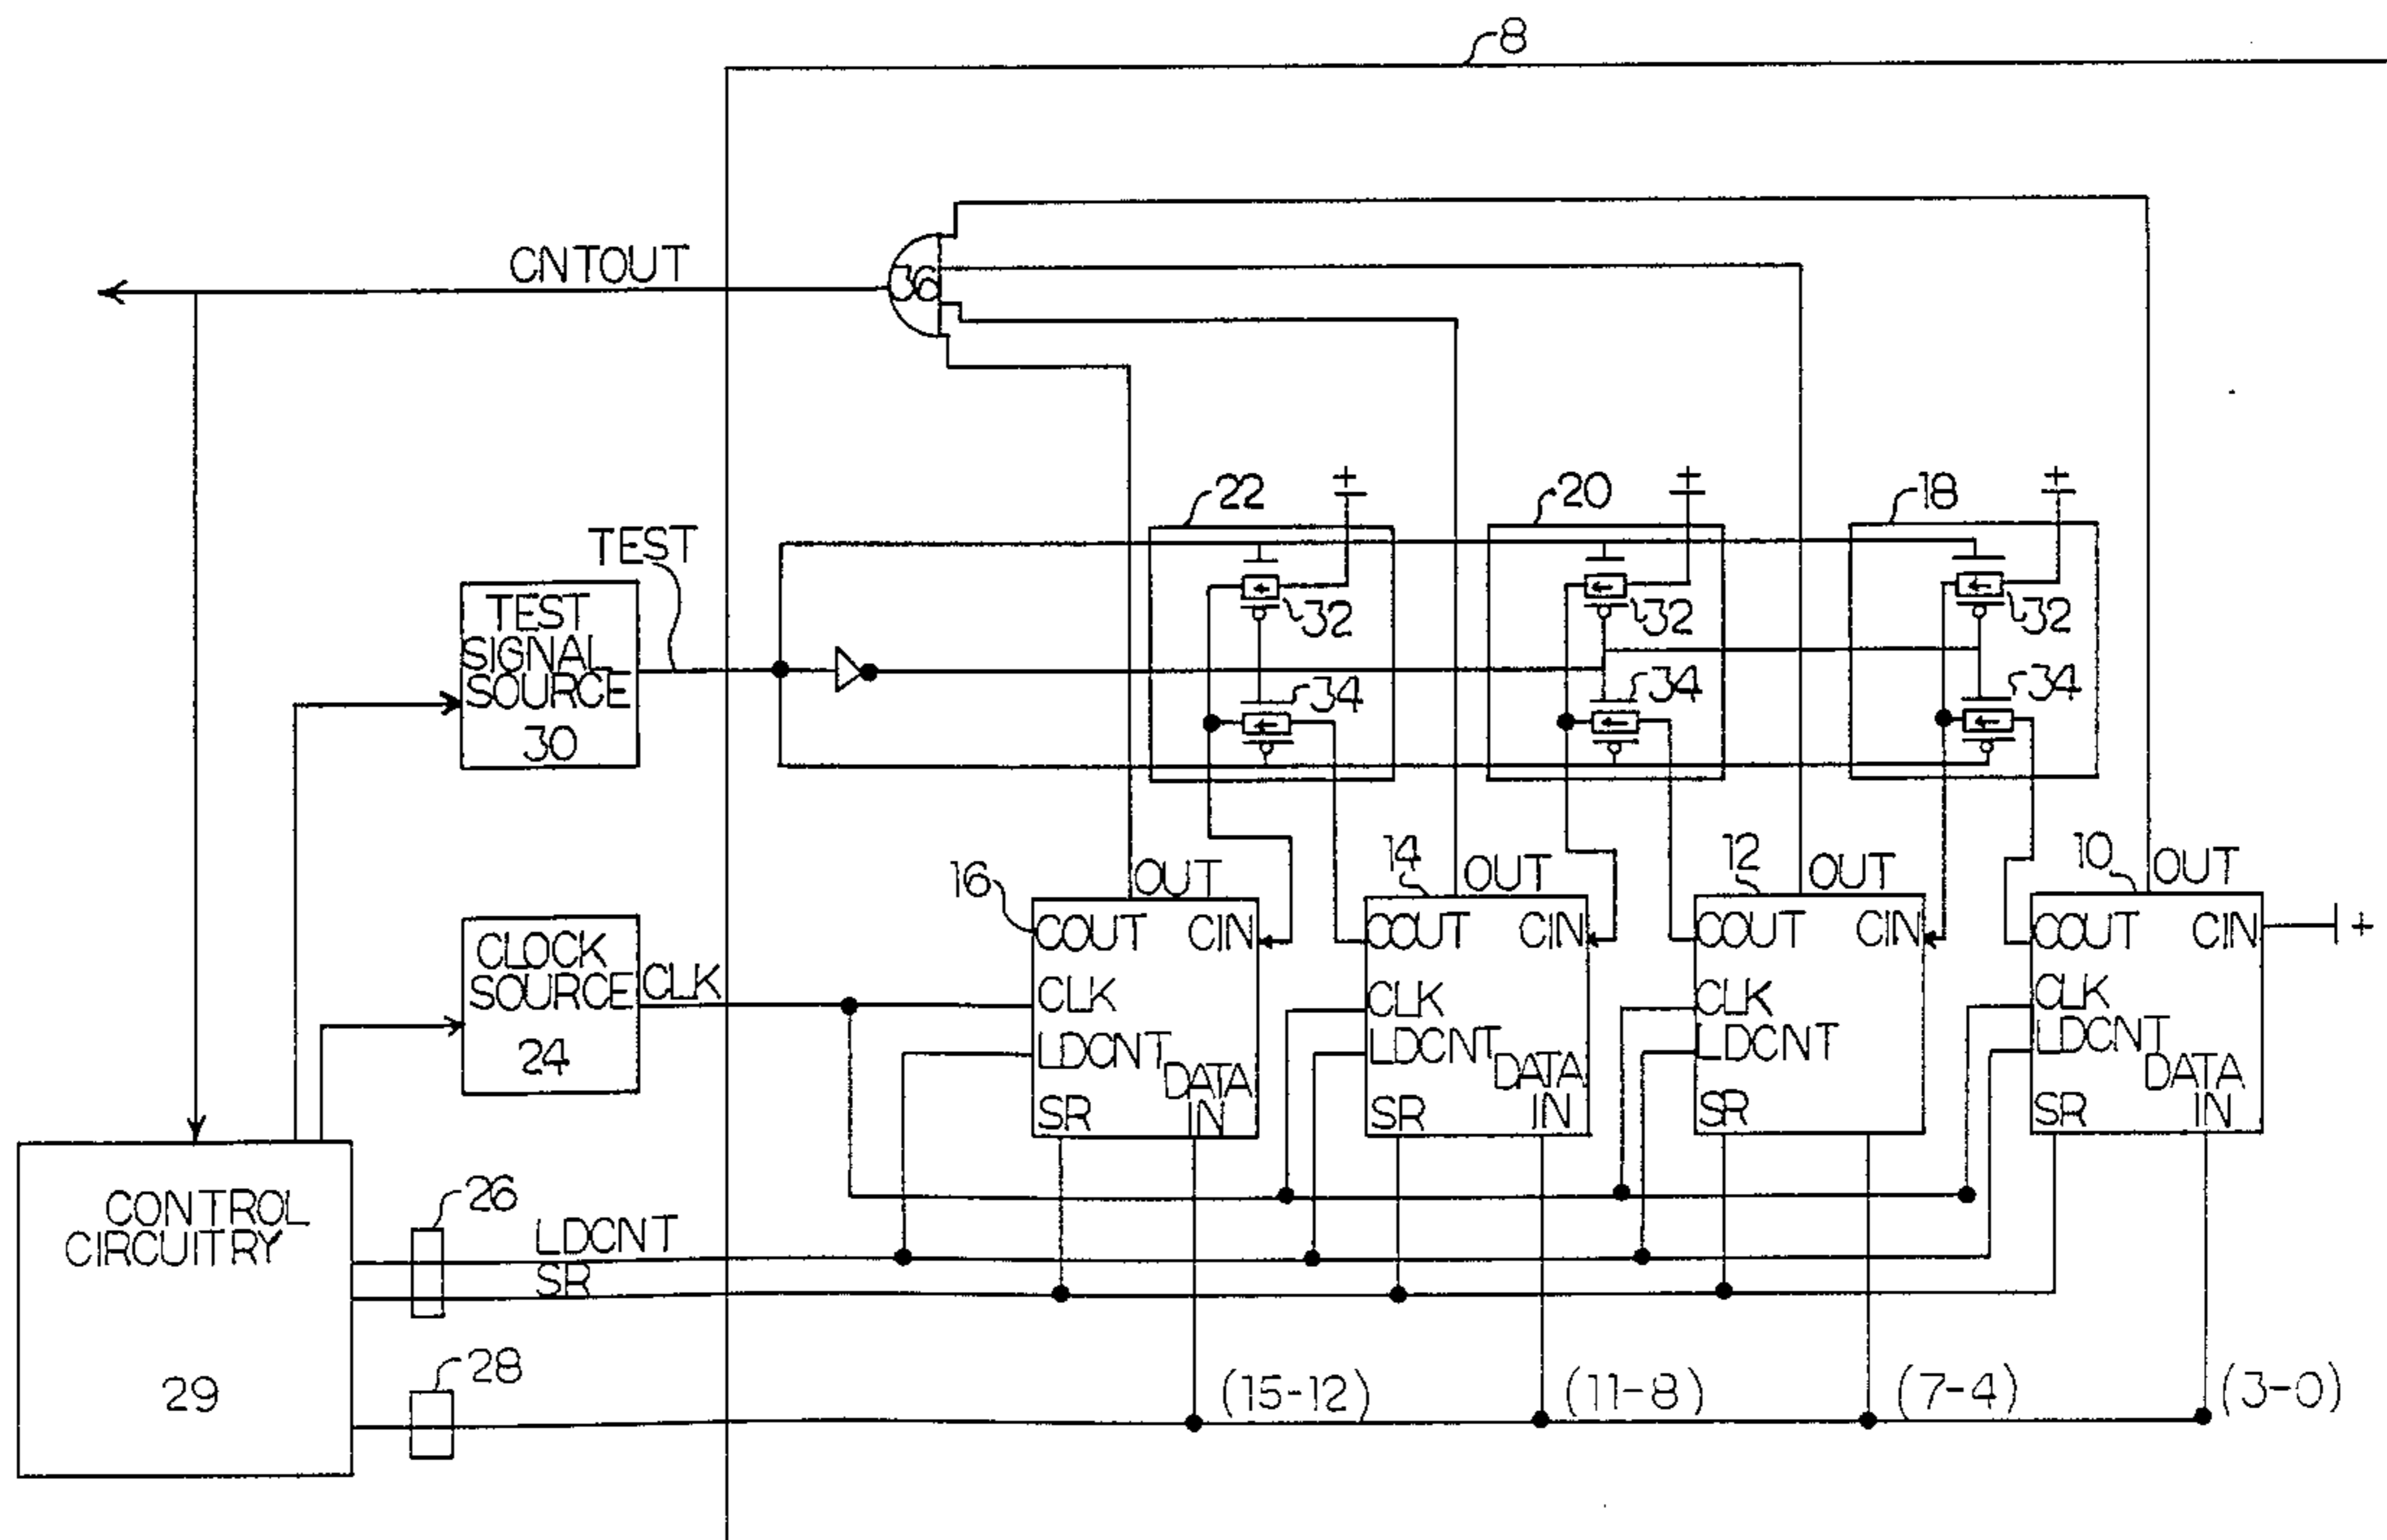 8
CNTOUT
36
22
+
20
+
18
+
TEST
32
32
32
TEST
SIGNAL
SOURCE
30
34
34
34
16
OUT
14
OUT
12
OUT
10
OUT
COUT CIN
COUT CIN
COUT CIN
COUT CIN
+
CLOCK
SOURCE
24
CLK
CLK
CLK
CLK
CLK
LDCNT
LDCNT
LDCNT
LDCNT
DATA
IN
DATA
IN
DATA
IN
SR
SR
SR
SR
CONTROL
CIRCUITRY
29
26
LDCNT
SR
28
(15-12)
(11-8)
(7-4)
(3-0)